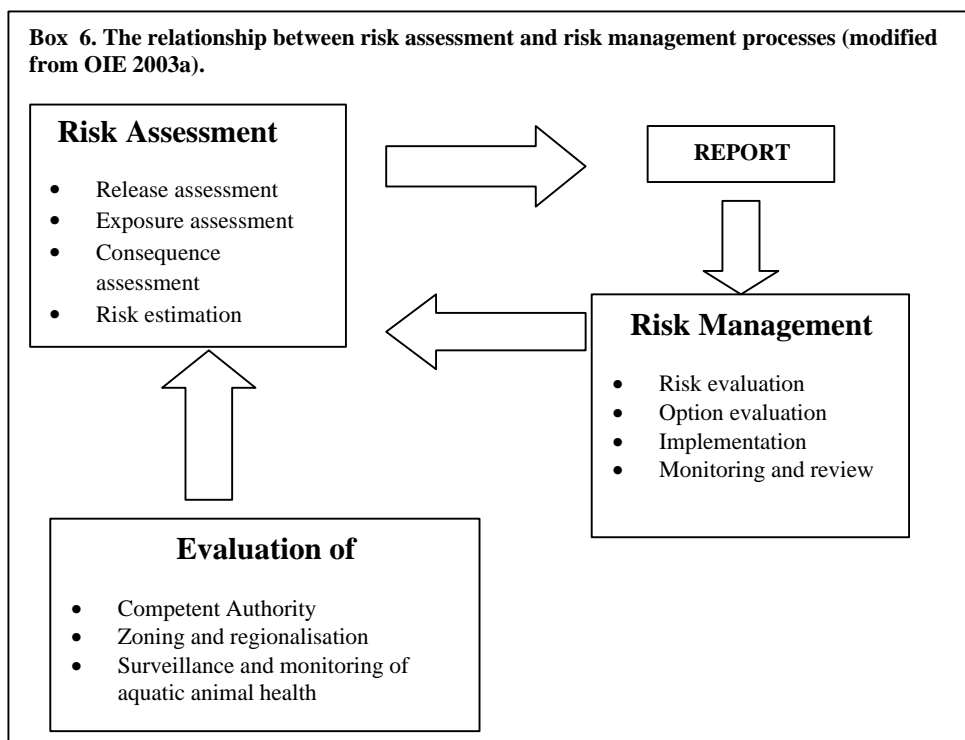 Box 6. The relationship between risk assessment and risk management processes (modified
from OIE 2003a).
Risk Assessment
• Release assessment
• Exposure assessment
• Consequence
assessment
• Risk estimation
REPORT
Risk Management
• Risk evaluation
• Option evaluation
• Implementation
• Monitoring and review
Evaluation of
• Competent Authority
• Zoning and regionalisation
• Surveillance and monitoring of
aquatic animal health